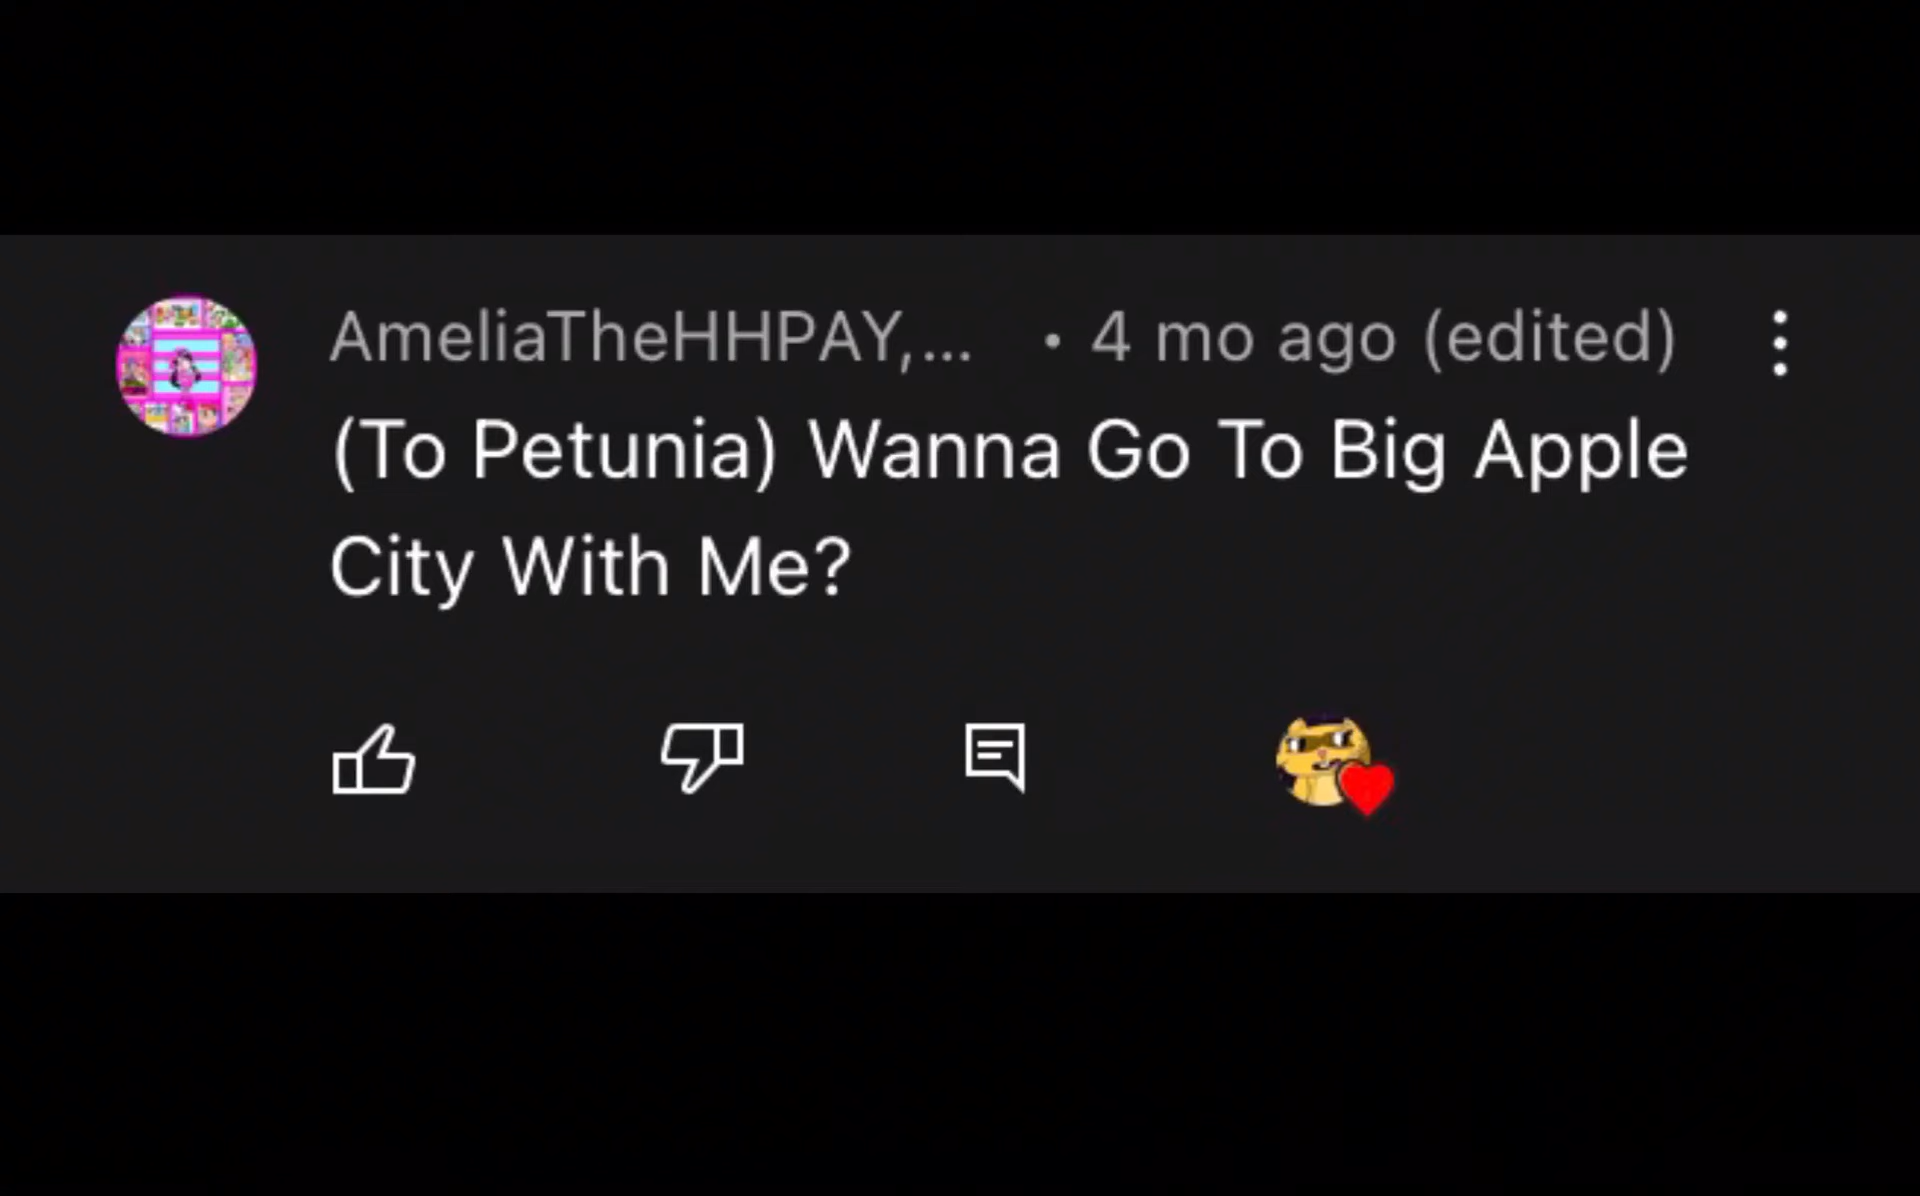 AmeliaTheHHPAY,... • 4 mo ago (edited)
(To Petunia) Wanna Go To Big Apple
City With Me?